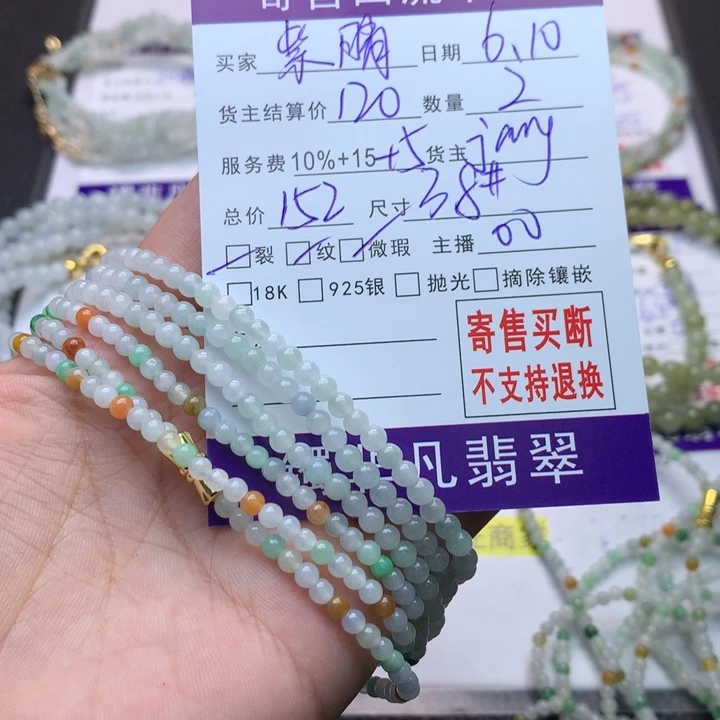 买家 紫腈 日期 6.10
货主结算价 120 数量 2
服务费 10%+15+5 货主 jany
总价 152 尺寸 38#
裂 纹 微瑕 主播 00
18K 925银 抛光 摘除镶嵌
寄售买断
不支持退换
凡翡翠